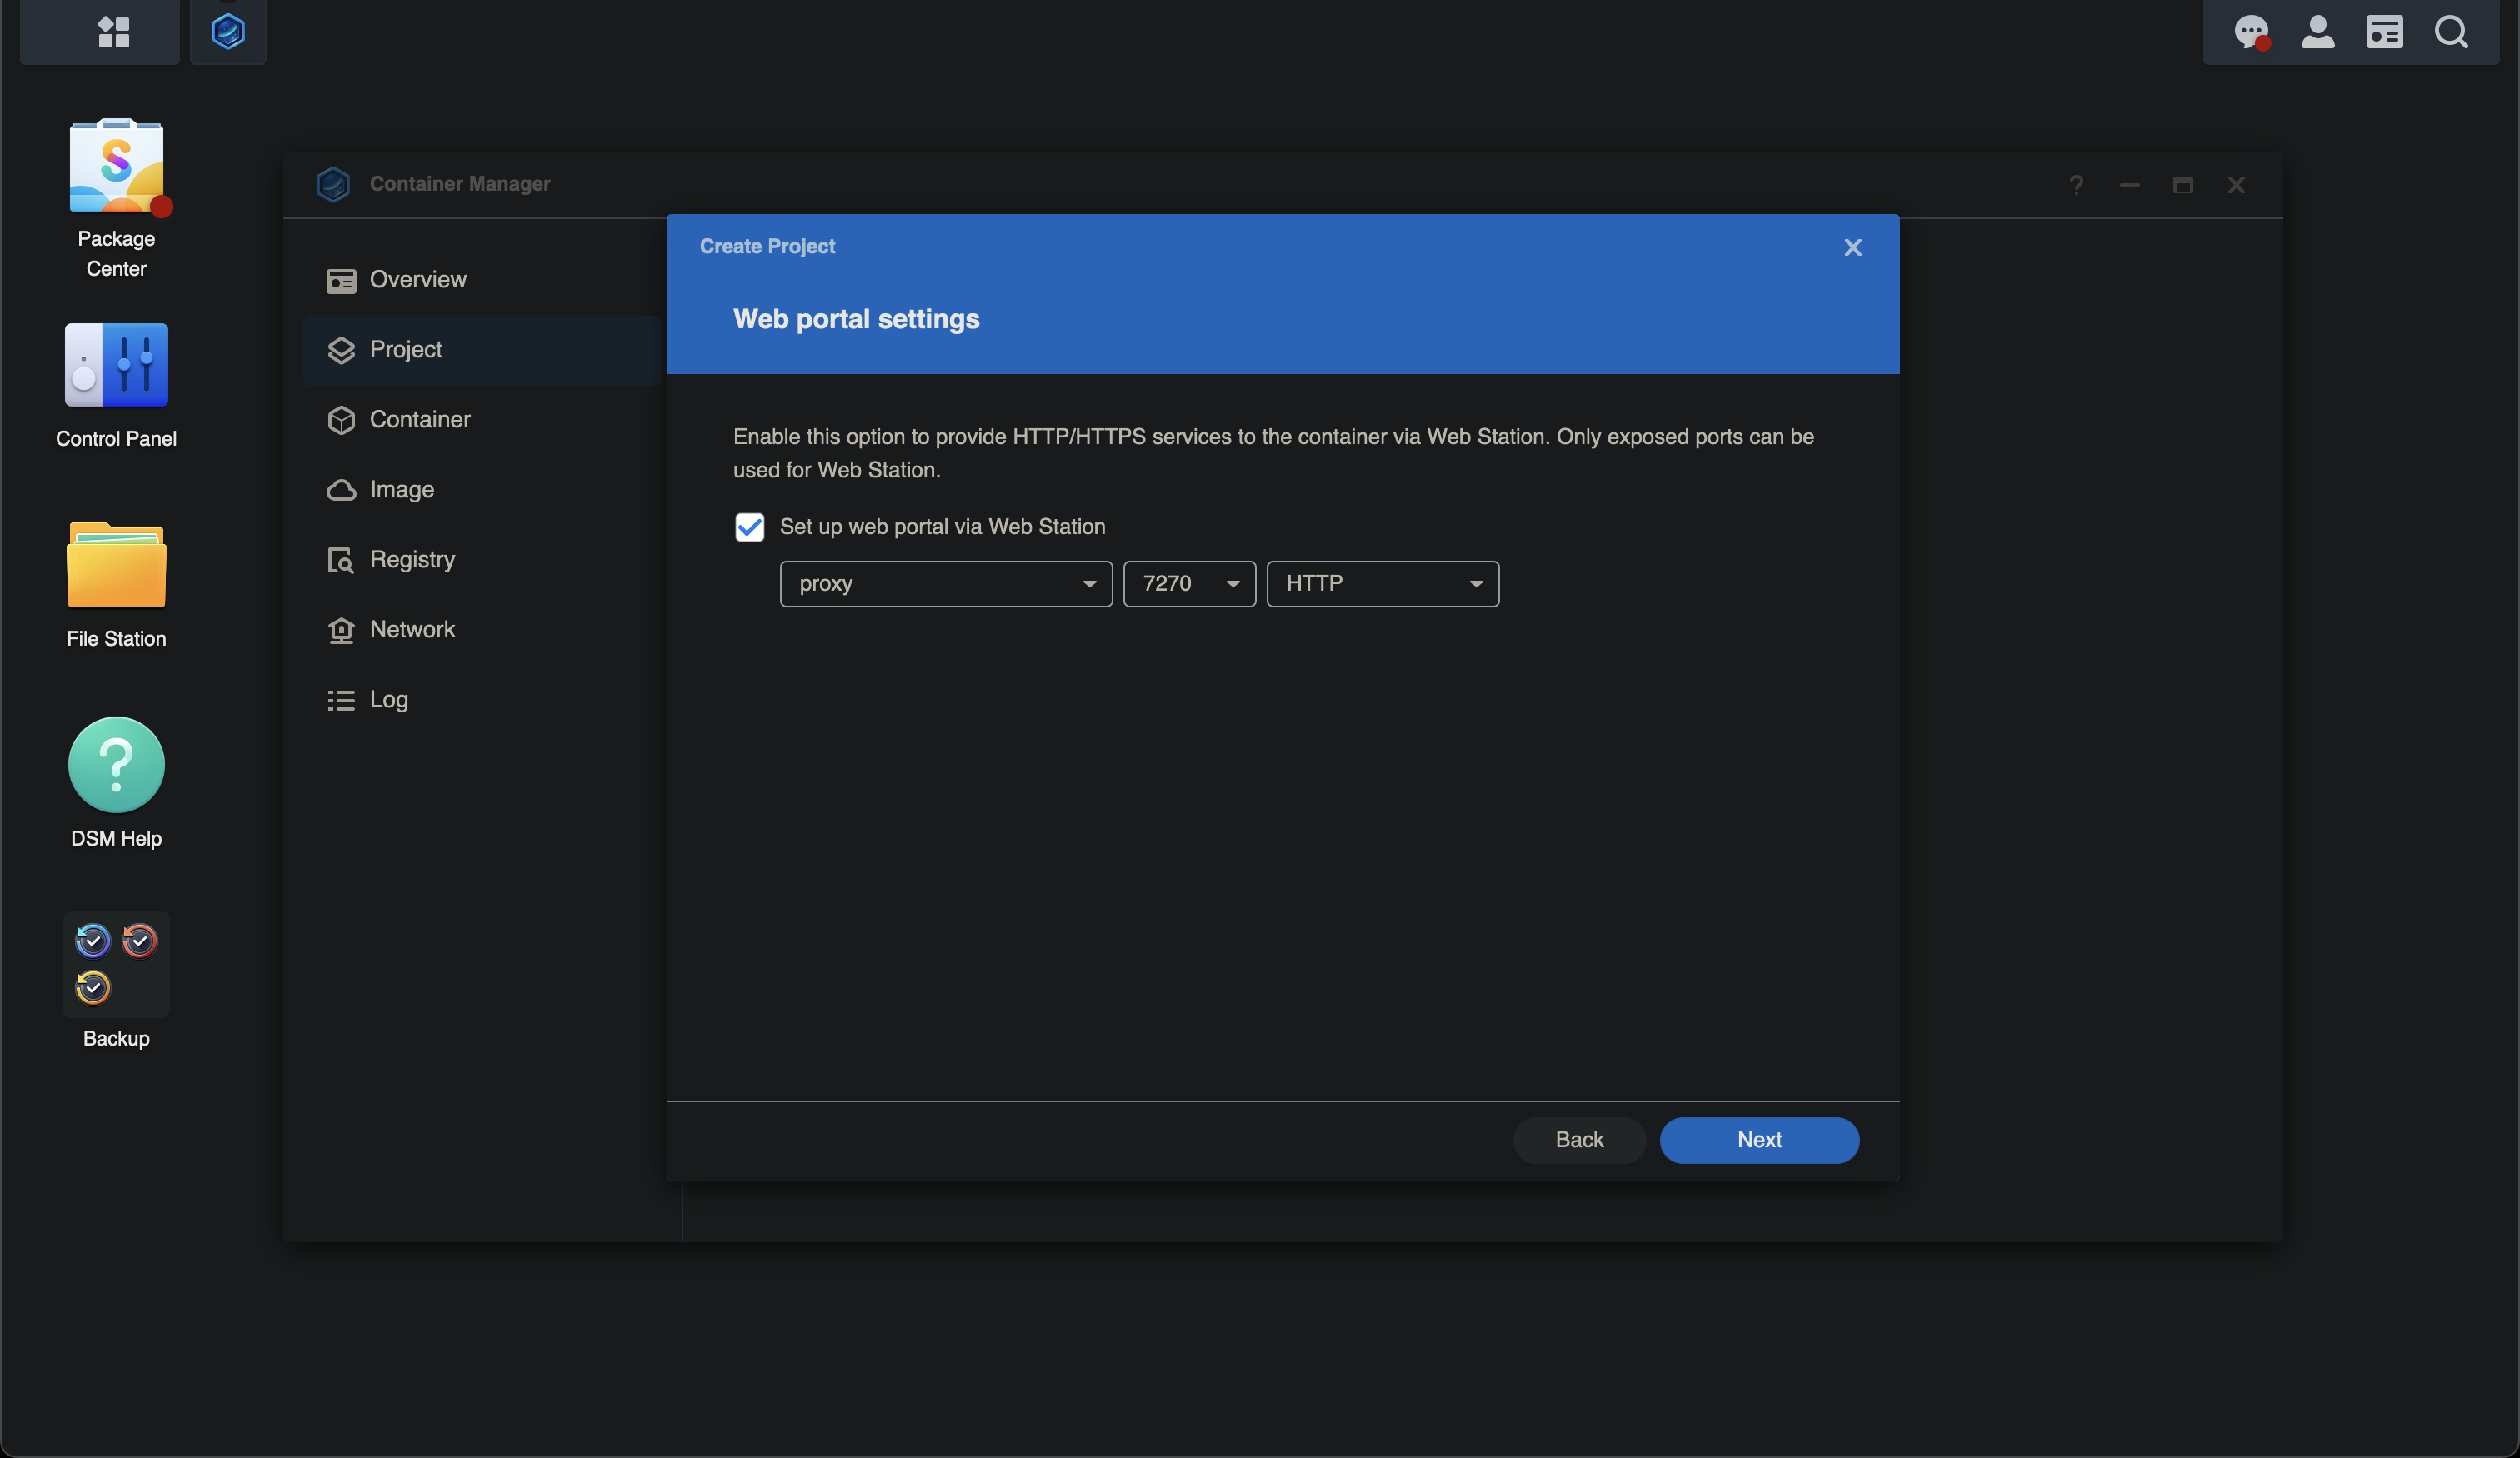 Package
Center
Control Panel
File Station
DSM Help
Backup
Container Manager
Overview
Project
Container
Image
Registry
Network
Log
Create Project
Web portal settings
Enable this option to provide HTTP/HTTPS services to the container via Web Station. Only exposed ports can be
used for Web Station.
Set up web portal via Web Station
proxy 7270 HTTP
Back Next